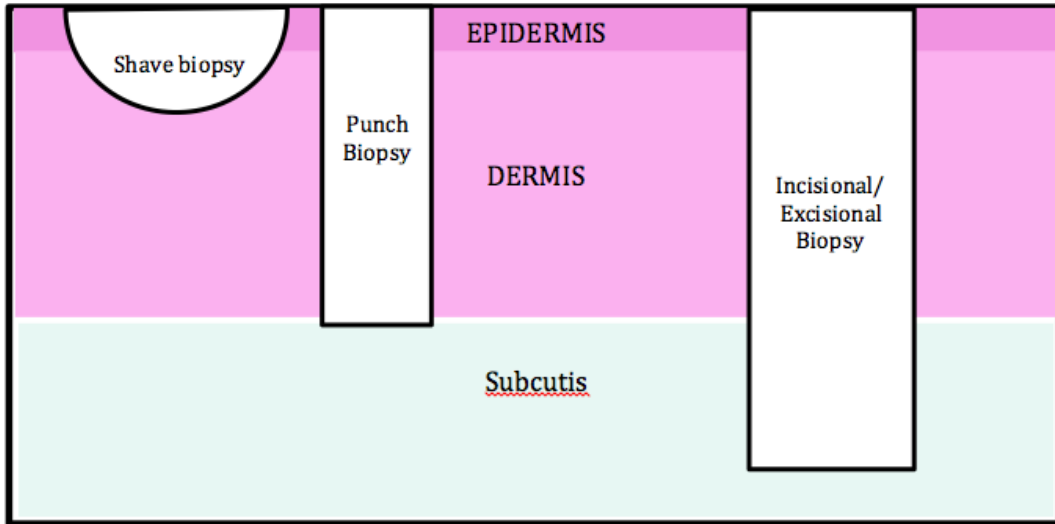 EPIDERMIS
Shave biopsy
Punch
Biopsy
DERMIS
Incisional/
Excisional
Biopsy
Subcutis